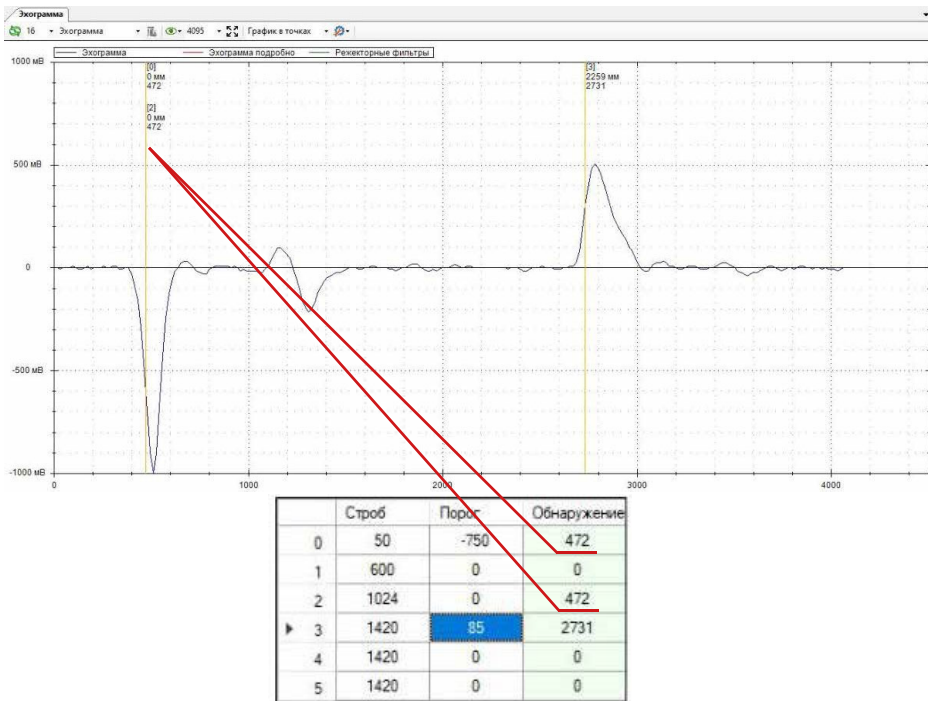 Эхограмма
16 Эхограмма 4095 График в точках
Эхограмма Эхограмма подробно Режекторные фильтры
1000 мВ
[0]
0 мм
472
[2]
0 мм
472
[3]
2259 мм
2731
500 мВ
0
-500 мВ
-1000 мВ
0 1000 2000 3000 4000
Строб Порог Обнаружение
0 50 -750 472
1 600 0 0
2 1024 0 472
3 1420 85 2731
4 1420 0 0
5 1420 0 0